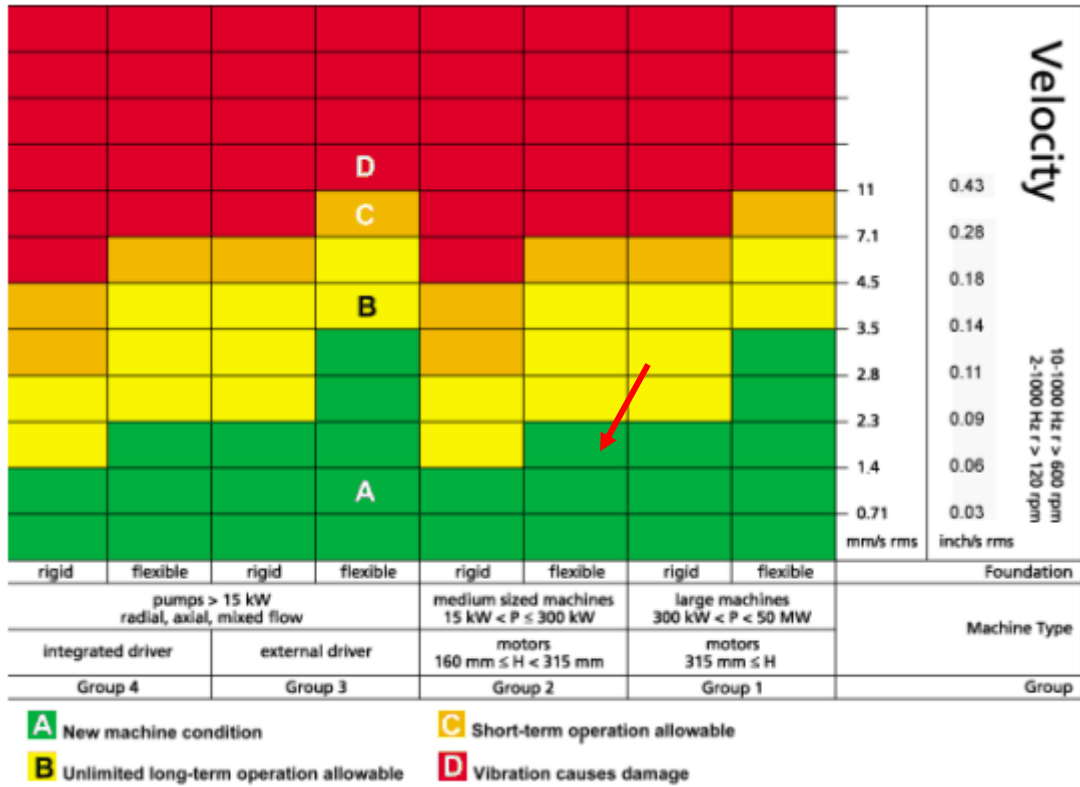 Velocity
D
11
0.43
C
7.1
0.28
4.5
0.18
B
3.5
0.14
10-1000 Hz r > 600 rpm
2-1000 Hz r > 120 rpm
2.8
0.11
2.3
0.09
1.4
0.06
A
0.71
0.03
mm/s rms inch/s rms
rigid flexible rigid flexible rigid flexible rigid flexible Foundation
pumps > 15 kW
radial, axial, mixed flow
medium sized machines
15 kW < P ≤ 300 kW
large machines
300 kW < P < 50 MW
Machine Type
integrated driver external driver
motors
160 mm ≤ H < 315 mm
motors
315 mm ≤ H
Group 4 Group 3 Group 2 Group 1 Group
A New machine condition
C Short-term operation allowable
B Unlimited long-term operation allowable
D Vibration causes damage